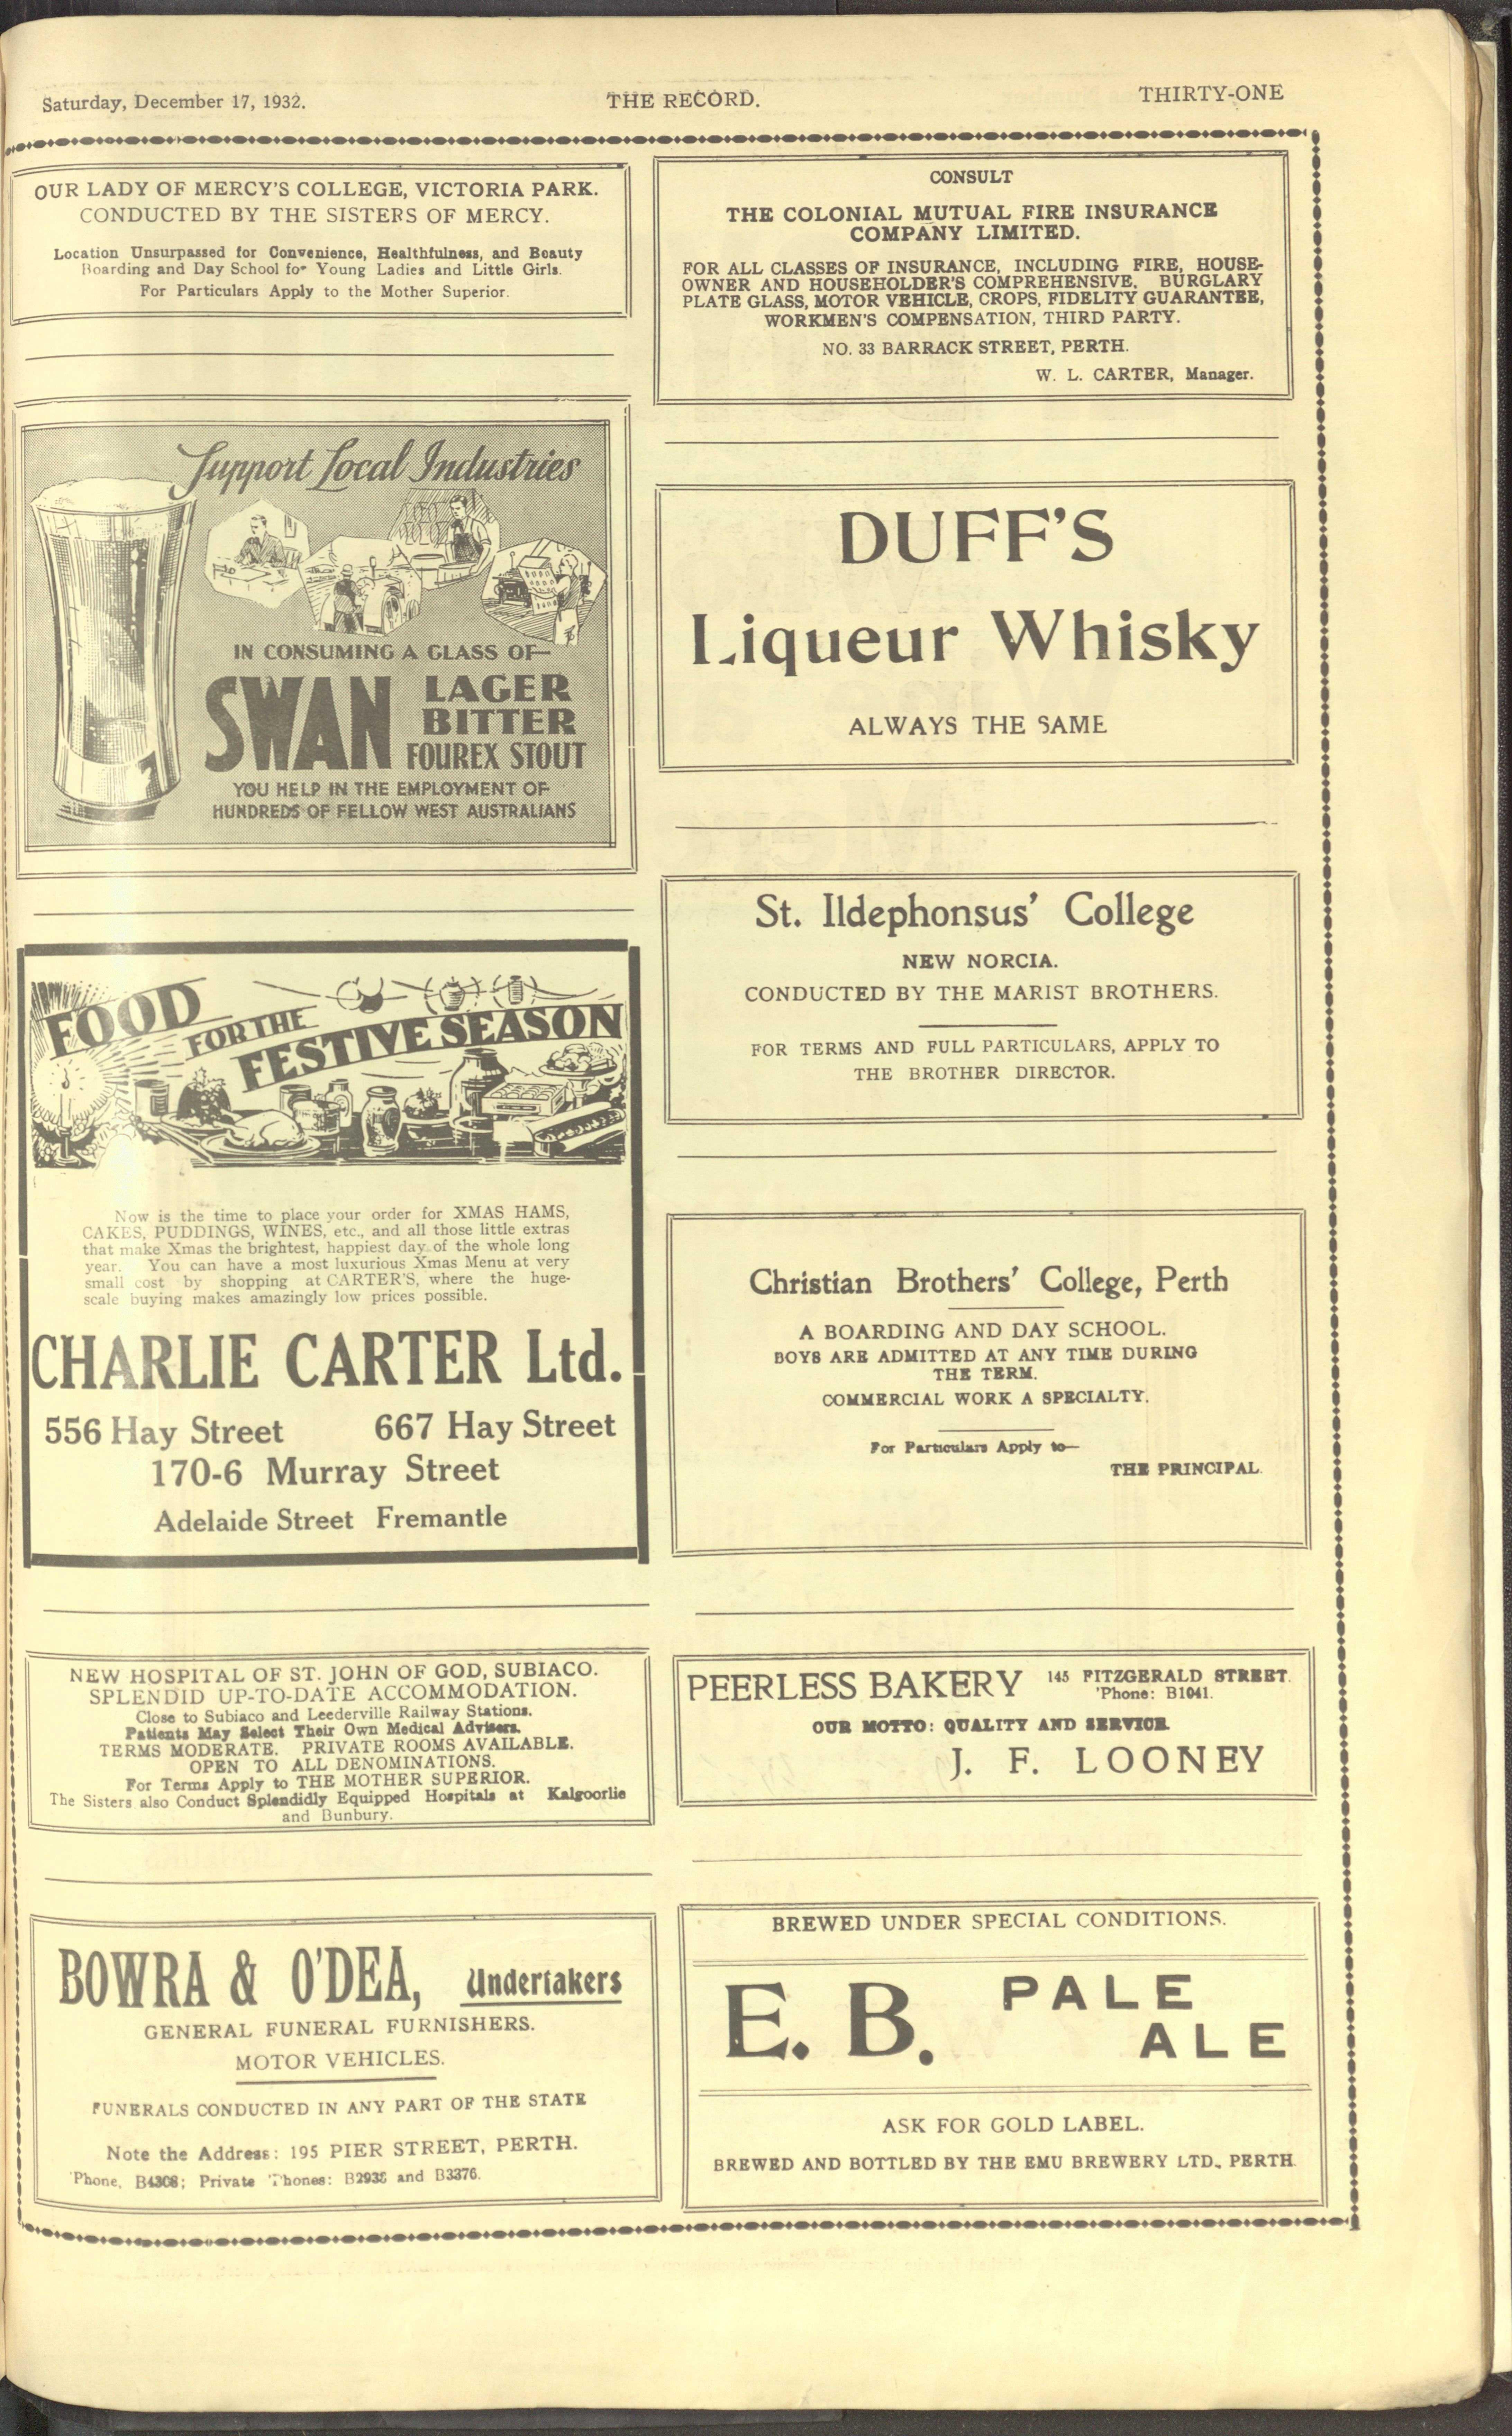 Saturday, December 17, 1932.
THE RECORD.
THIRTY-ONE
OUR LADY OF MERCY'S COLLEGE, VICTORIA PARK.
CONDUCTED BY THE SISTERS OF MERCY.
Location Unsurpassed for Convenience, Healthfulness, and Beauty
Boarding and Day School for Young Ladies and Little Girls.
For Particulars Apply to the Mother Superior.
Support Local Industries
IN CONSUMING A GLASS OF—
SWAN LAGER
BITTER
FOUREX STOUT
YOU HELP IN THE EMPLOYMENT OF
HUNDREDS OF FELLOW WEST AUSTRALIANS
FOOD
FOR THE
FESTIVE SEASON
Now is the time to place your order for XMAS HAMS,
CAKES, PUDDINGS, WINES, etc., and all those little extras
that make Xmas the brightest, happiest day of the whole long
year. You can have a most luxurious Xmas Menu at very
small cost by shopping at CARTER'S, where the huge-
scale buying makes amazingly low prices possible.
CHARLIE CARTER Ltd.
556 Hay Street 667 Hay Street
170-6 Murray Street
Adelaide Street Fremantle
NEW HOSPITAL OF ST. JOHN OF GOD, SUBIACO.
SPLENDID UP-TO-DATE ACCOMMODATION.
Close to Subiaco and Leederville Railway Stations.
Patients May Select Their Own Medical Advisers.
TERMS MODERATE. PRIVATE ROOMS AVAILABLE.
OPEN TO ALL DENOMINATIONS.
For Terms Apply to THE MOTHER SUPERIOR.
The Sisters also Conduct Splendidly Equipped Hospitals at Kalgoorlie
and Bunbury.
BOWRA & O'DEA, Undertakers
GENERAL FUNERAL FURNISHERS.
MOTOR VEHICLES.
FUNERALS CONDUCTED IN ANY PART OF THE STATE
Note the Address: 195 PIER STREET, PERTH.
'Phone, B4308; Private 'Phones: B2938 and B3376.
CONSULT
THE COLONIAL MUTUAL FIRE INSURANCE
COMPANY LIMITED.
FOR ALL CLASSES OF INSURANCE, INCLUDING FIRE, HOUSE-
OWNER AND HOUSEHOLDER'S COMPREHENSIVE, BURGLARY
PLATE GLASS, MOTOR VEHICLE, CROPS, FIDELITY GUARANTEE,
WORKMEN'S COMPENSATION, THIRD PARTY.
NO. 33 BARRACK STREET, PERTH.
W. L. CARTER, Manager.
DUFF'S
Liqueur Whisky
ALWAYS THE SAME
St. Ildephonsus' College
NEW NORCIA.
CONDUCTED BY THE MARIST BROTHERS.
FOR TERMS AND FULL PARTICULARS, APPLY TO
THE BROTHER DIRECTOR.
Christian Brothers' College, Perth
A BOARDING AND DAY SCHOOL.
BOYS ARE ADMITTED AT ANY TIME DURING
THE TERM.
COMMERCIAL WORK A SPECIALTY.
For Particulars Apply to—
THE PRINCIPAL.
PEERLESS BAKERY 145 FITZGERALD STREET.
'Phone: B1041.
OUR MOTTO: QUALITY AND SERVICE.
J. F. LOONEY
BREWED UNDER SPECIAL CONDITIONS.
E. B. PALE
ALE
ASK FOR GOLD LABEL.
BREWED AND BOTTLED BY THE EMU BREWERY LTD., PERTH.